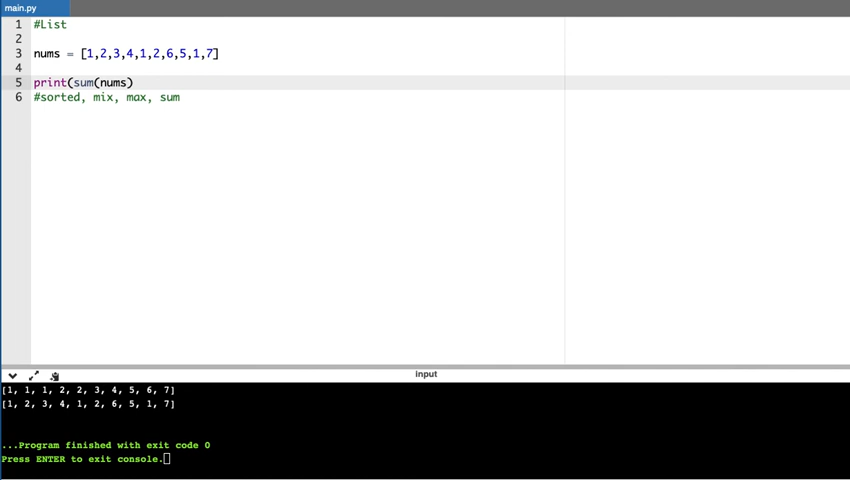 main.py
1 #List
2
3 nums = [1,2,3,4,1,2,6,5,1,7]
4
5 print(sum(nums)
6 #sorted, mix, max, sum
input
[1, 1, 1, 2, 2, 3, 4, 5, 6, 7]
[1, 2, 3, 4, 1, 2, 6, 5, 1, 7]
...Program finished with exit code 0
Press ENTER to exit console.